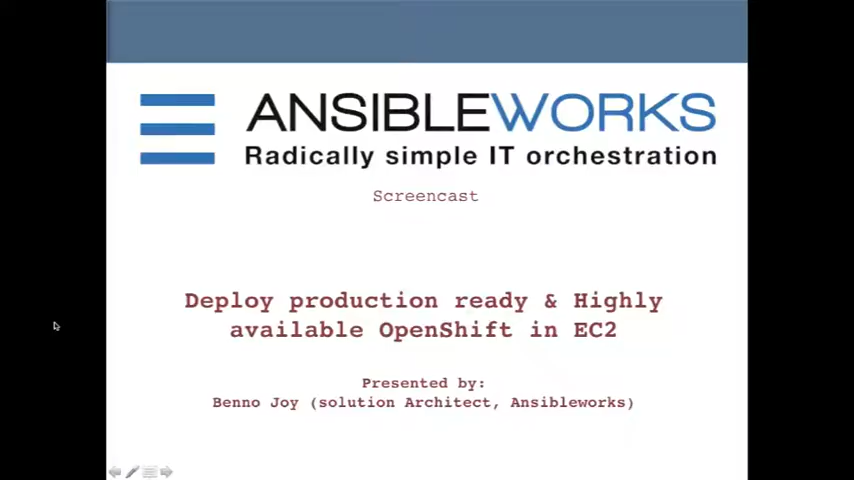 ANSIBLEWORKS
Radically simple IT orchestration
Screencast
Deploy production ready & Highly
available OpenShift in EC2
Presented by:
Benno Joy (solution Architect, Ansibleworks)